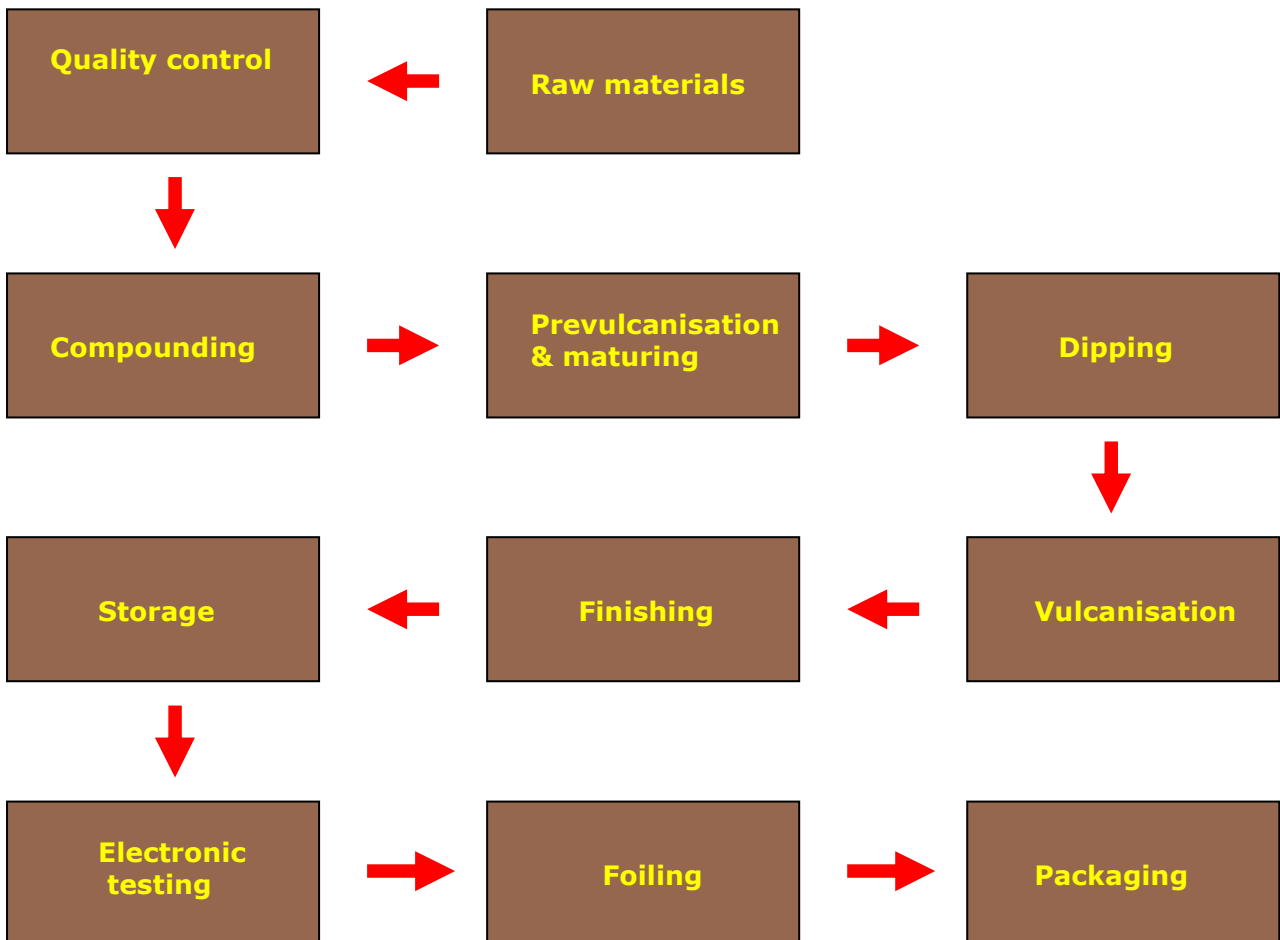 Quality control
Raw materials
Compounding
Prevulcanisation
& maturing
Dipping
Storage
Finishing
Vulcanisation
Electronic
testing
Foiling
Packaging